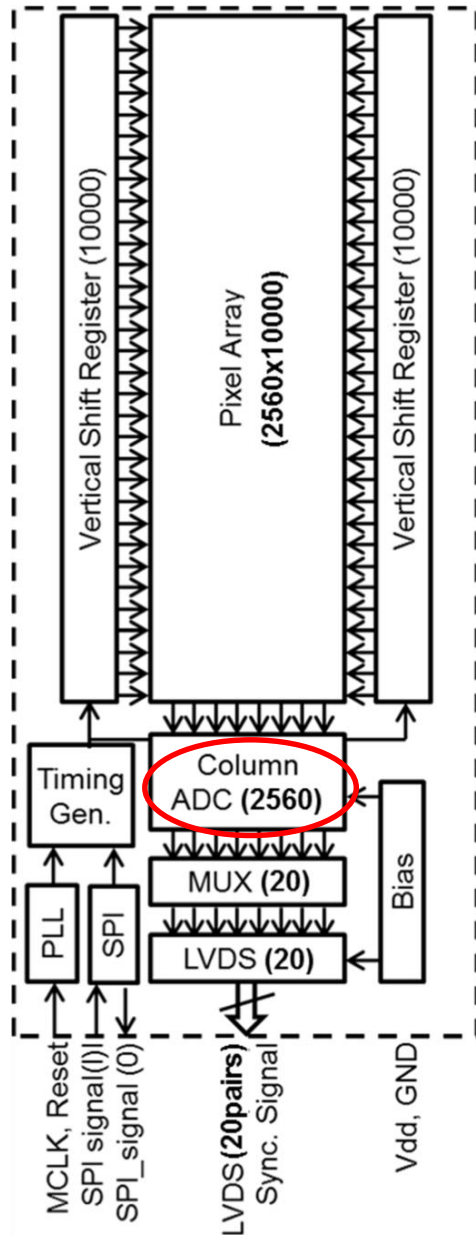 Vertical Shift Register (10000)
Pixel Array
(2560x10000)
Vertical Shift Register (10000)
Timing
Gen.
Column
ADC (2560)
MUX (20)
LVDS (20)
PLL
SPI
Bias
MCLK, Reset
SPI signal(I)
SPI_signal (0)
LVDS(20pairs)
Sync. Signal
Vdd, GND